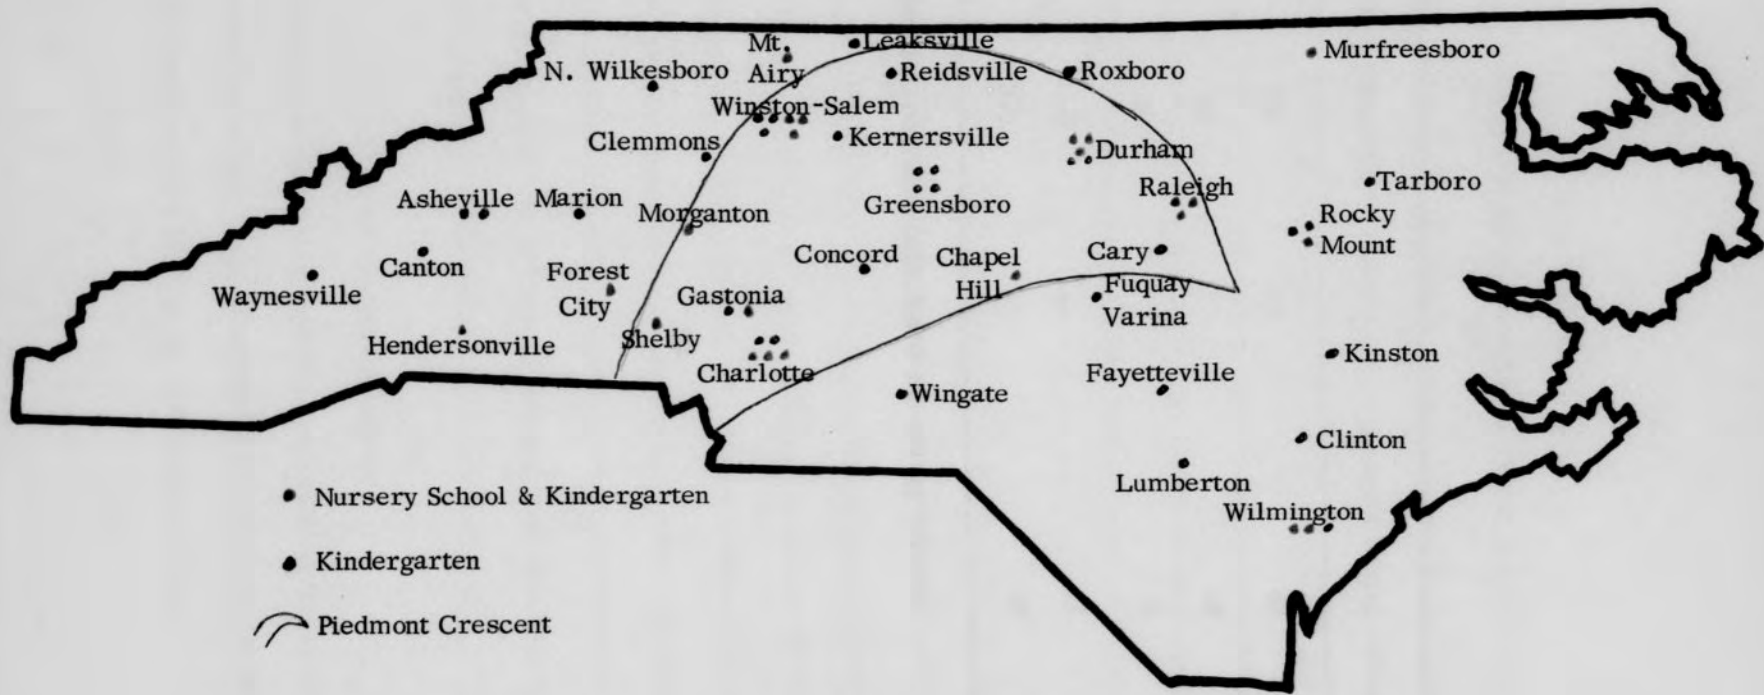 Mt.
Airy
Leaksville
Murfreesboro
N. Wilkesboro
Reidsville
Roxboro
Winston-Salem
Clemmons
Kernersville
Durham
Asheville
Marion
Morganton
Greensboro
Raleigh
Tarboro
Rocky
Mount
Waynesville
Canton
Forest
City
Concord
Chapel
Hill
Cary
Gastonia
Fuquay
Varina
Hendersonville
Shelby
Charlotte
Wingate
Fayetteville
Kinston
Clinton
Lumberton
Wilmington
Nursery School & Kindergarten
Kindergarten
Piedmont Crescent